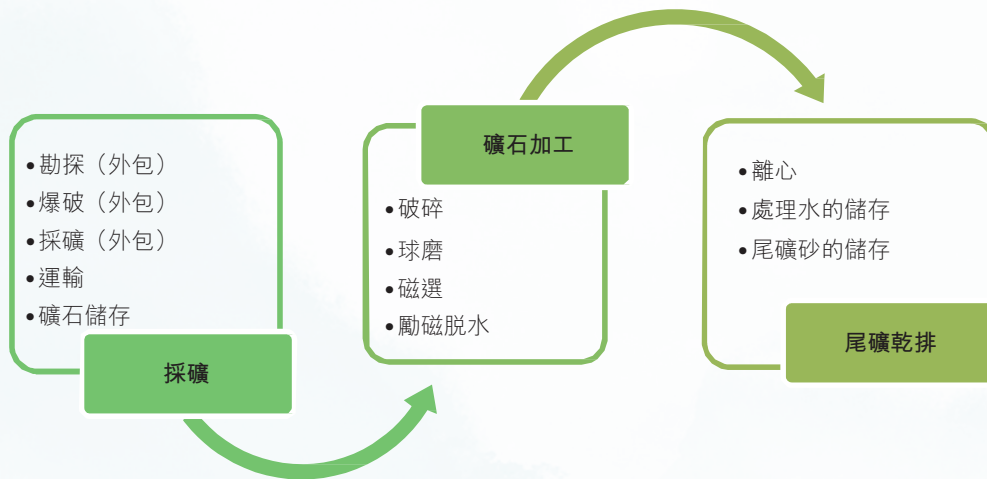 •勘探（外包）
•爆破（外包）
•採礦（外包）
•運輸
•礦石儲存
採礦
礦石加工
•破碎
•球磨
•磁選
•勵磁脱水
•離心
•處理水的儲存
•尾礦砂的儲存
尾礦乾排